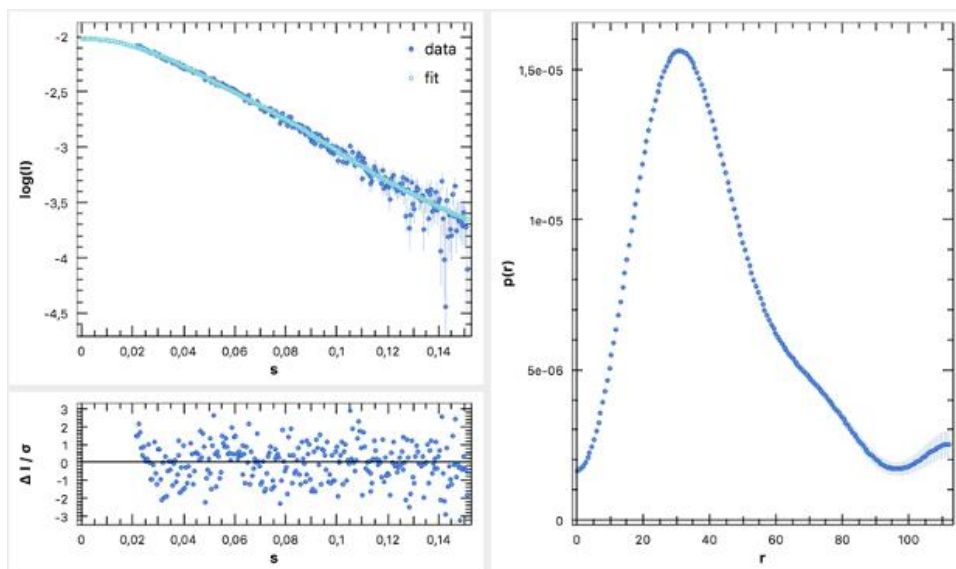 log(I)
-2
-2,5
-3
-3,5
-4
-4,5
data
fit
0 0,02 0,04 0,06 0,08 0,1 0,12 0,14
s
Δ I / σ
3
2
1
0
-1
-2
-3
0 0,02 0,04 0,06 0,08 0,1 0,12 0,14
s
p(r)
1,5e-05
1e-05
5e-06
0
0 20 40 60 80 100
r